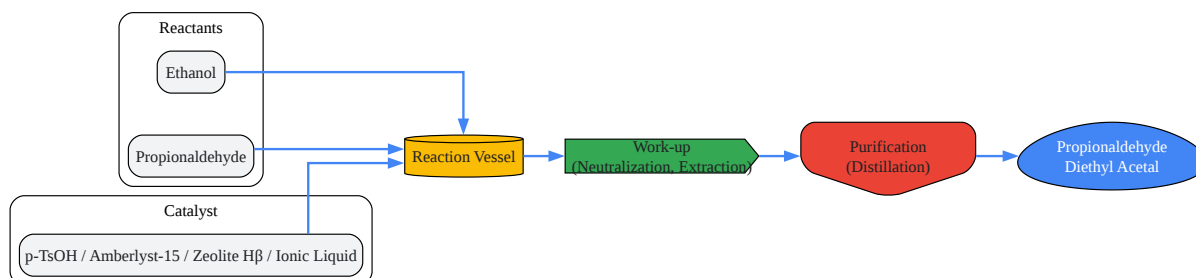 Reactants
Ethanol
Propionaldehyde
Catalyst
p-TsOH / Amberlyst-15 / Zeolite Hβ / Ionic Liquid
Reaction Vessel
Work-up
(Neutralization, Extraction)
Purification
(Distillation)
Propionaldehyde
Diethyl Acetal